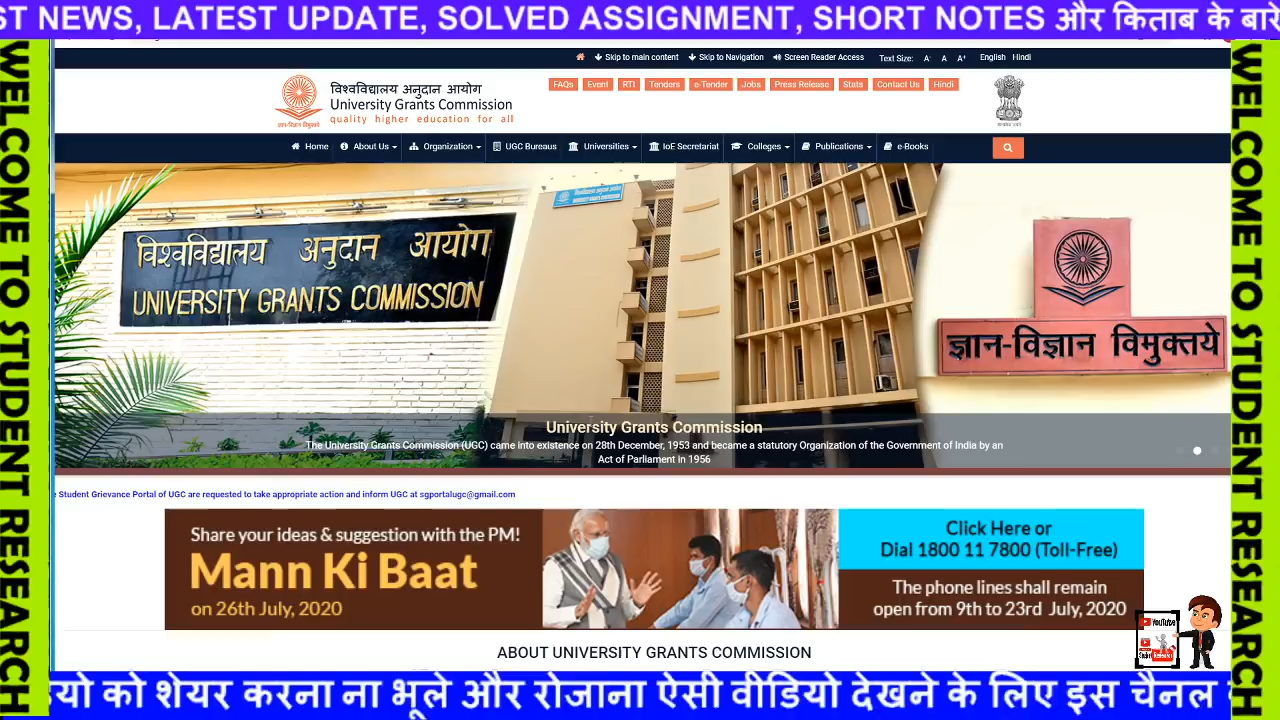 ST NEWS, LATEST UPDATE, SOLVED ASSIGNMENT, SHORT NOTES और किताब के बारे
WELCOME TO STUDENT RESEARCH
Skip to main content Skip to Navigation Screen Reader Access Text Size: A- A A+ English Hindi
विश्वविद्यालय अनुदान आयोग
University Grants Commission
quality higher education for all
ज्ञान-विज्ञान विमुक्तये
FAQs Event RTI Tenders e-Tender Jobs Press Release Stats Contact Us Hindi
सत्यमेव जयते
Home About Us Organization UGC Bureaus Universities IoE Secretariat Colleges Publications e-Books
विश्वविद्यालय अनुदान आयोग
UNIVERSITY GRANTS COMMISSION
ज्ञान-विज्ञान विमुक्तये
University Grants Commission
The University Grants Commission (UGC) came into existence on 28th December, 1953 and became a statutory Organization of the Government of India by an
Act of Parliament in 1956
Student Grievance Portal of UGC are requested to take appropriate action and inform UGC at sgportalugc@gmail.com
Share your ideas & suggestion with the PM!
Mann Ki Baat
on 26th July, 2020
Click Here or
Dial 1800 11 7800 (Toll-Free)
The phone lines shall remain
open from 9th to 23rd July, 2020
YouTube
ABOUT UNIVERSITY GRANTS COMMISSION
यो को शेयर करना ना भूले और रोजाना ऐसी वीडियो देखने के लिए इस चैनल
WELCOME TO STUDENT RESEARCH